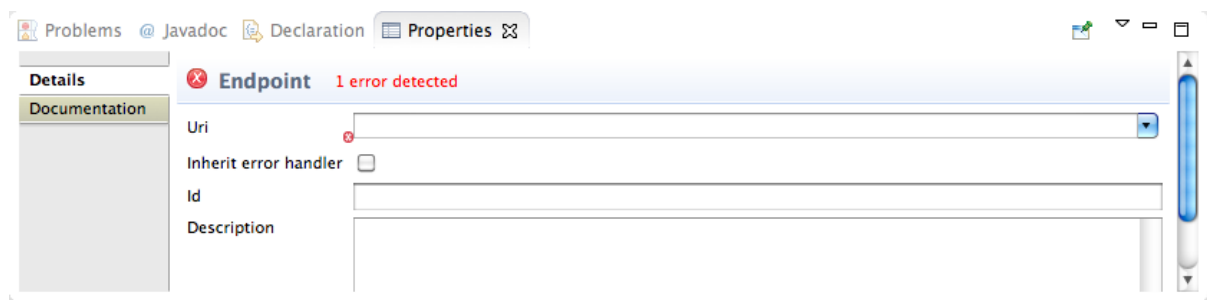 Problems @ Javadoc Declaration Properties
Details
Endpoint 1 error detected
Documentation
Uri
Inherit error handler
Id
Description